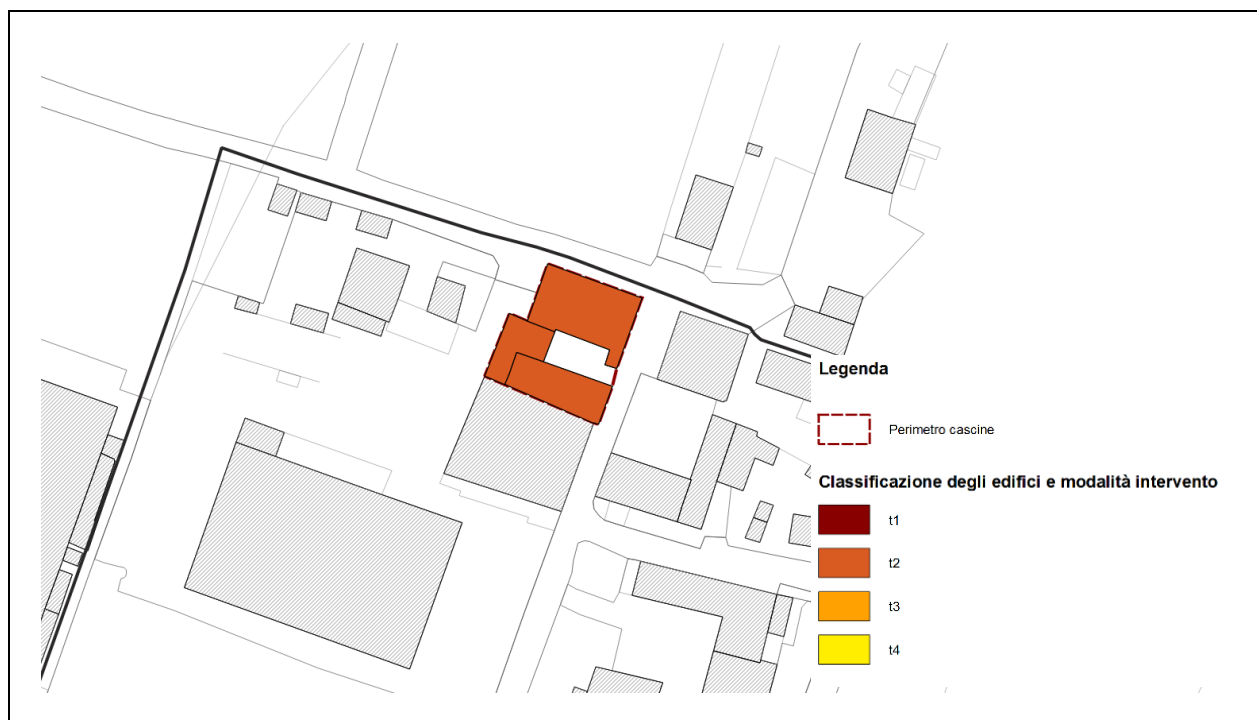 Legenda
Perimetro cascine
Classificazione degli edifici e modalità intervento
t1
t2
t3
t4